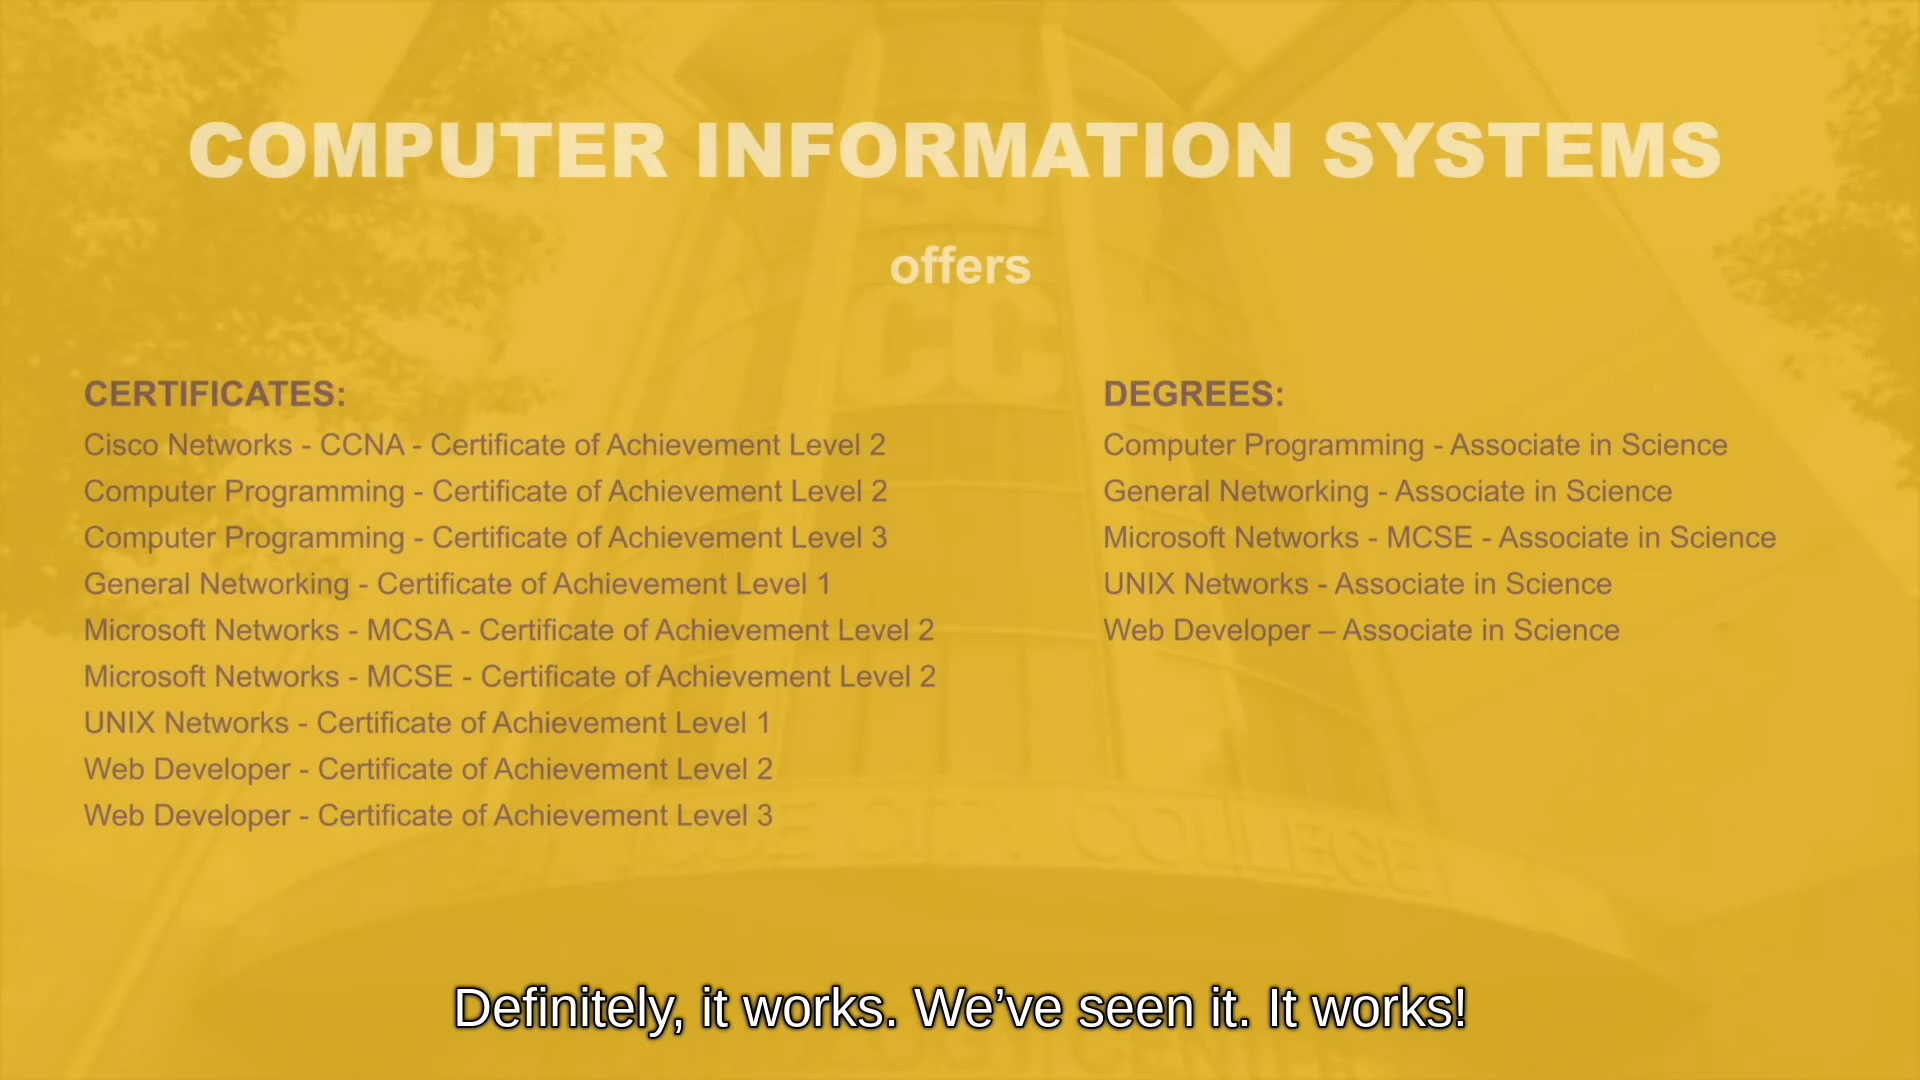 COMPUTER INFORMATION SYSTEMS
offers
CERTIFICATES:
Cisco Networks - CCNA - Certificate of Achievement Level 2
Computer Programming - Certificate of Achievement Level 2
Computer Programming - Certificate of Achievement Level 3
General Networking - Certificate of Achievement Level 1
Microsoft Networks - MCSA - Certificate of Achievement Level 2
Microsoft Networks - MCSE - Certificate of Achievement Level 2
UNIX Networks - Certificate of Achievement Level 1
Web Developer - Certificate of Achievement Level 2
Web Developer - Certificate of Achievement Level 3
DEGREES:
Computer Programming - Associate in Science
General Networking - Associate in Science
Microsoft Networks - MCSE - Associate in Science
UNIX Networks - Associate in Science
Web Developer – Associate in Science
CC
CITY COLLEGE
Definitely, it works. We’ve seen it. It works!